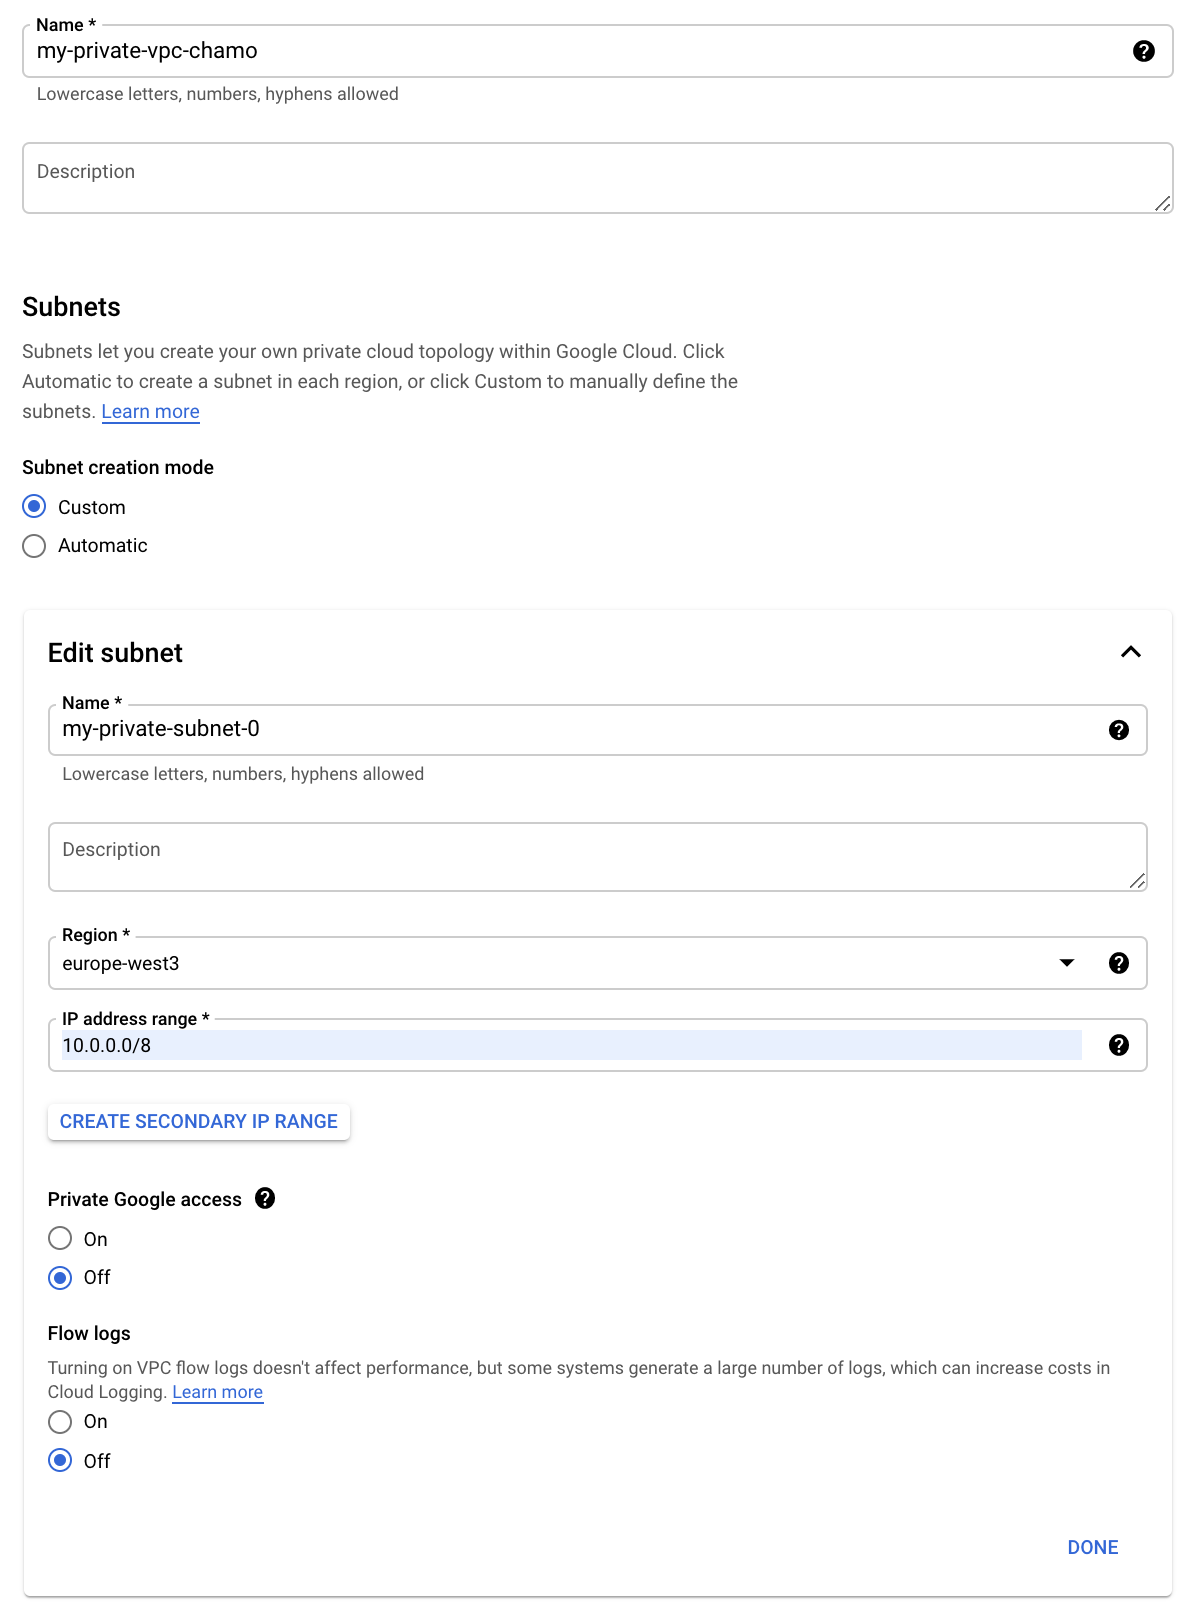 Name *
my-private-vpc-chamo
Lowercase letters, numbers, hyphens allowed
Description
Subnets
Subnets let you create your own private cloud topology within Google Cloud. Click
Automatic to create a subnet in each region, or click Custom to manually define the
subnets. Learn more
Subnet creation mode
Custom
Automatic
Edit subnet
Name *
my-private-subnet-0
Lowercase letters, numbers, hyphens allowed
Description
Region *
europe-west3
IP address range *
10.0.0.0/8
CREATE SECONDARY IP RANGE
Private Google access
On
Off
Flow logs
Turning on VPC flow logs doesn't affect performance, but some systems generate a large number of logs, which can increase costs in
Cloud Logging. Learn more
On
Off
DONE